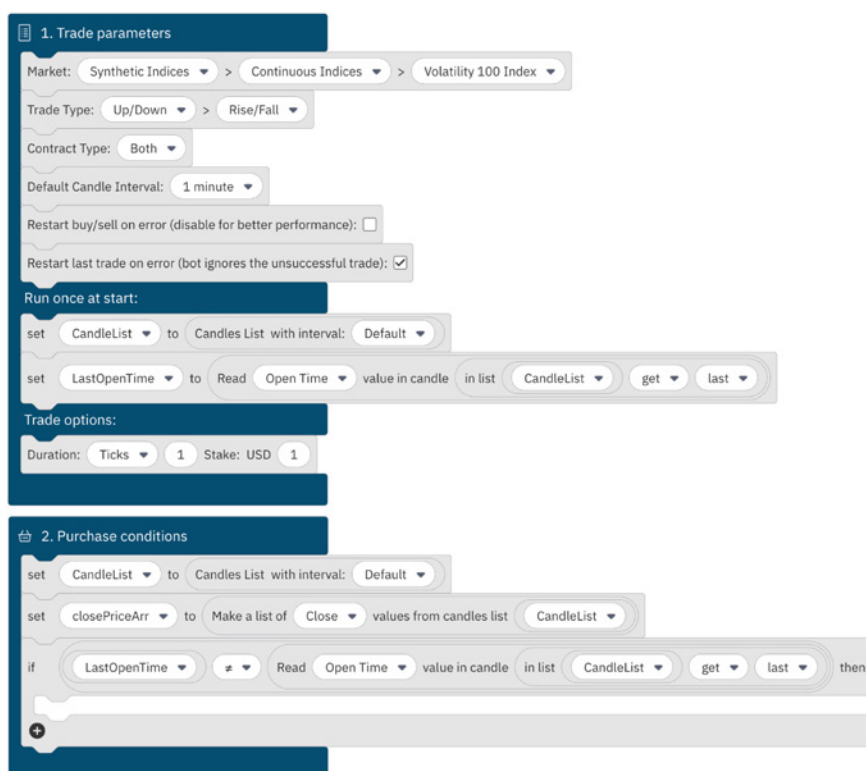 1. Trade parameters
Market: Synthetic Indices > Continuous Indices > Volatility 100 Index
Trade Type: Up/Down > Rise/Fall
Contract Type: Both
Default Candle Interval: 1 minute
Restart buy/sell on error (disable for better performance):
Restart last trade on error (bot ignores the unsuccessful trade):
Run once at start:
set CandleList to Candles List with interval: Default
set LastOpenTime to Read Open Time value in candle in list CandleList get last
Trade options:
Duration: Ticks 1 Stake: USD 1
2. Purchase conditions
set CandleList to Candles List with interval: Default
set closePriceArr to Make a list of Close values from candles list CandleList
if LastOpenTime ≠ Read Open Time value in candle in list CandleList get last then